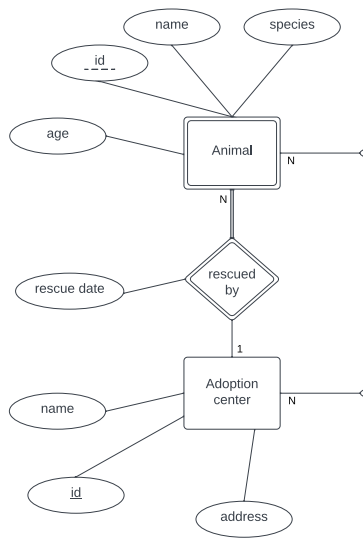 name
species
id
age
Animal
N
N
rescue date
rescued
by
1
Adoption
center
name
N
id
address